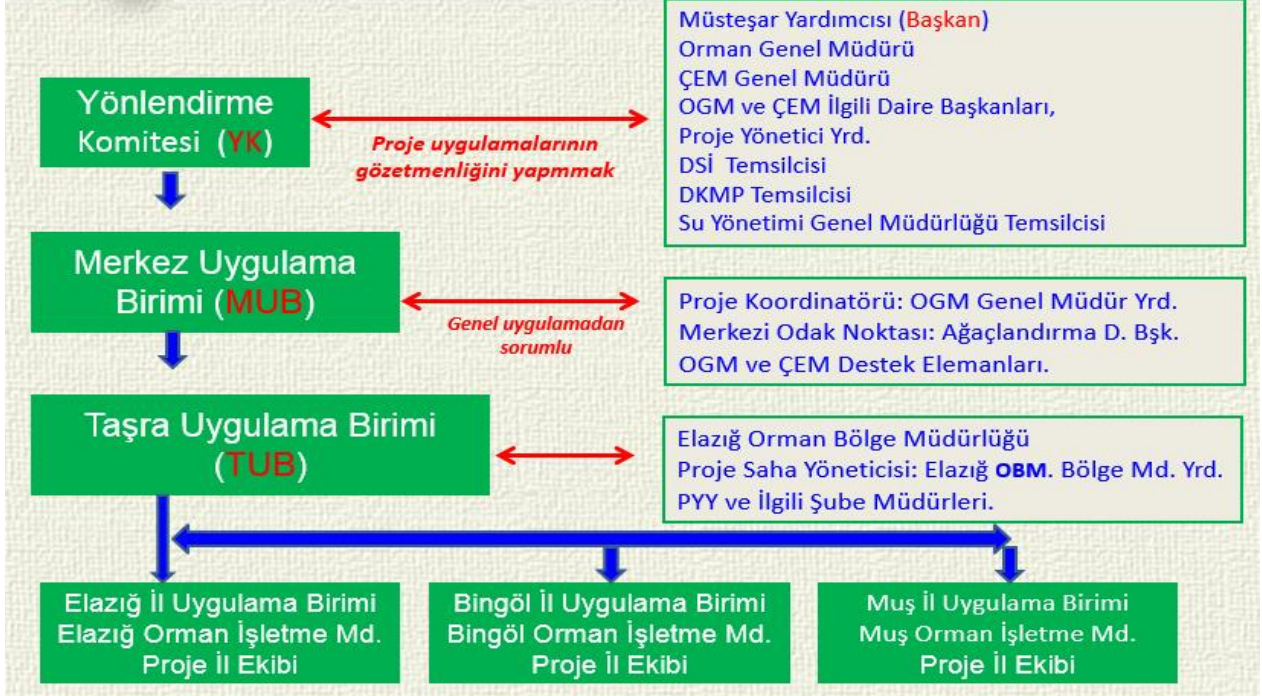 Yönlendirme
Komitesi (YK)
Proje uygulamalarının
gözetmenliğini yapmmak
Müsteşar Yardımcısı (Başkan)
Orman Genel Müdürü
ÇEM Genel Müdürü
OGM ve ÇEM İlgili Daire Başkanları,
Proje Yönetici Yrd.
DSİ Temsilcisi
DKMP Temsilcisi
Su Yönetimi Genel Müdürlüğü Temsilcisi
Merkez Uygulama
Birimi (MUB)
Genel uygulamadan
sorumlu
Proje Koordinatörü: OGM Genel Müdür Yrd.
Merkezi Odak Noktası: Ağaçlandırma D. Bşk.
OGM ve ÇEM Destek Elemanları.
Taşra Uygulama Birimi
(TUB)
Elazığ Orman Bölge Müdürlüğü
Proje Saha Yöneticisi: Elazığ OBM. Bölge Md. Yrd.
PYY ve İlgili Şube Müdürleri.
Elazığ İl Uygulama Birimi
Elazığ Orman İşletme Md.
Proje İl Ekibi
Bingöl İl Uygulama Birimi
Bingöl Orman İşletme Md.
Proje İl Ekibi
Muş İl Uygulama Birimi
Muş Orman İşletme Md.
Proje İl Ekibi